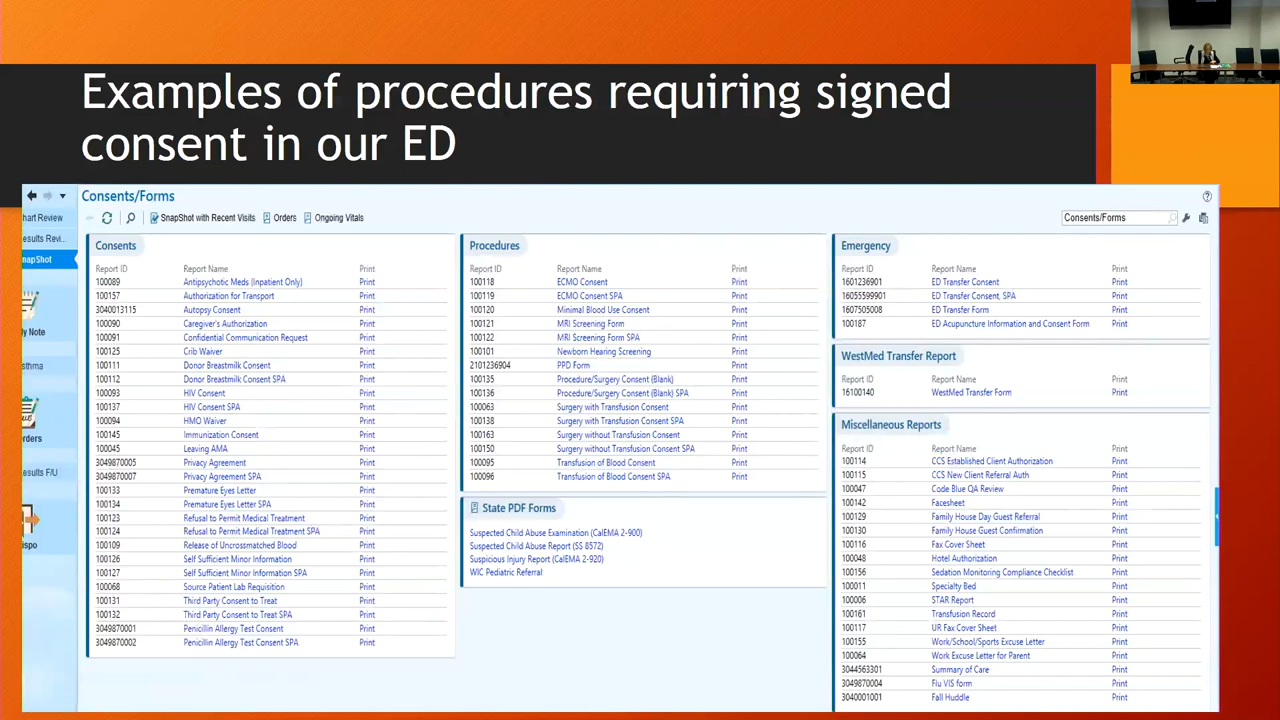 Examples of procedures requiring signed
consent in our ED
Consents/Forms
hart Review
esults Revi...
napShot
ly Note
sthma
rders
esults F/U
ispo
SnapShot with Recent Visits Orders Ongoing Vitals
Consents/Forms
Consents
Report ID Report Name Print
100089 Antipsychotic Meds (Inpatient Only) Print
100157 Authorization for Transport Print
3040013115 Autopsy Consent Print
100090 Caregiver's Authorization Print
100091 Confidential Communication Request Print
100125 Crib Waiver Print
100111 Donor Breastmilk Consent Print
100112 Donor Breastmilk Consent SPA Print
100093 HIV Consent Print
100137 HIV Consent SPA Print
100094 HMO Waiver Print
100145 Immunization Consent Print
100045 Leaving AMA Print
3049870005 Privacy Agreement Print
3049870007 Privacy Agreement SPA Print
100133 Premature Eyes Letter Print
100134 Premature Eyes Letter SPA Print
100123 Refusal to Permit Medical Treatment Print
100124 Refusal to Permit Medical Treatment SPA Print
100109 Release of Uncrossmatched Blood Print
100126 Self Sufficient Minor Information Print
100127 Self Sufficient Minor Information SPA Print
100068 Source Patient Lab Requisition Print
100131 Third Party Consent to Treat Print
100132 Third Party Consent to Treat SPA Print
3049870001 Penicillin Allergy Test Consent Print
3049870002 Penicillin Allergy Test Consent SPA Print
Procedures
Report ID Report Name Print
100118 ECMO Consent Print
100119 ECMO Consent SPA Print
100120 Minimal Blood Use Consent Print
100121 MRI Screening Form Print
100122 MRI Screening Form SPA Print
100101 Newborn Hearing Screening Print
2101236904 PPD Form Print
100135 Procedure/Surgery Consent (Blank) Print
100136 Procedure/Surgery Consent (Blank) SPA Print
100063 Surgery with Transfusion Consent Print
100138 Surgery with Transfusion Consent SPA Print
100163 Surgery without Transfusion Consent Print
100150 Surgery without Transfusion Consent SPA Print
100095 Transfusion of Blood Consent Print
100096 Transfusion of Blood Consent SPA Print
State PDF Forms
Suspected Child Abuse Examination (CalEMA 2-900)
Suspected Child Abuse Report (SS 8572)
Suspicious Injury Report (CalEMA 2-920)
WIC Pediatric Referral
Emergency
Report ID Report Name Print
1601236901 ED Transfer Consent Print
16055599901 ED Transfer Consent, SPA Print
1607505008 ED Transfer Form Print
100187 ED Acupuncture Information and Consent Form Print
WestMed Transfer Report
Report ID Report Name Print
16100140 WestMed Transfer Form Print
Miscellaneous Reports
Report ID Report Name Print
100114 CCS Established Client Authorization Print
100115 CCS New Client Referral Auth Print
100047 Code Blue QA Review Print
100142 Facesheet Print
100129 Family House Day Guest Referral Print
100130 Family House Guest Confirmation Print
100116 Fax Cover Sheet Print
100048 Hotel Authorization Print
100156 Sedation Monitoring Compliance Checklist Print
100011 Specialty Bed Print
100006 STAR Report Print
100161 Transfusion Record Print
100117 UR Fax Cover Sheet Print
100155 Work/School/Sports Excuse Letter Print
100064 Work Excuse Letter for Parent Print
3044563301 Summary of Care Print
3049870004 Flu VIS form Print
3040001001 Fall Huddle Print